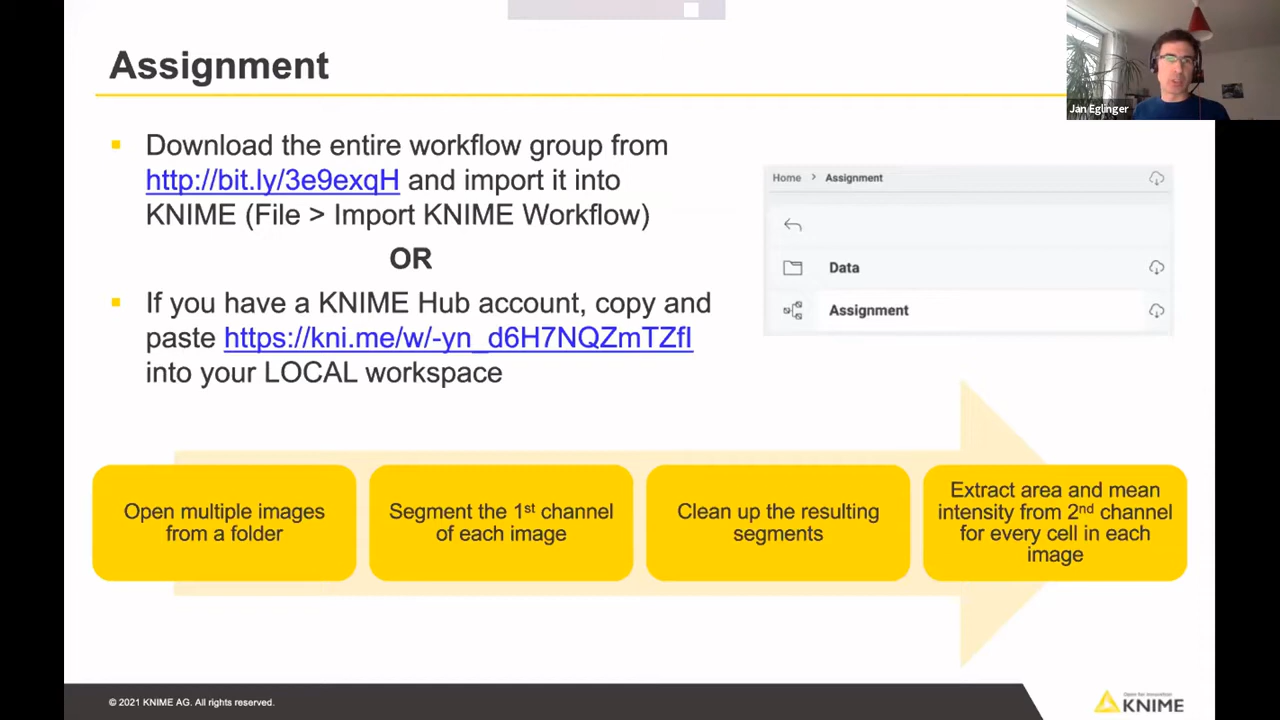 Assignment
Jan Eglinger
Download the entire workflow group from
http://bit.ly/3e9exqH and import it into
KNIME (File > Import KNIME Workflow)
OR
If you have a KNIME Hub account, copy and
paste https://kni.me/w/-yn_d6H7NQZmTZfI
into your LOCAL workspace
Home > Assignment
Data
Assignment
Open multiple images
from a folder
Segment the 1st channel
of each image
Clean up the resulting
segments
Extract area and mean
intensity from 2nd channel
for every cell in each
image
© 2021 KNIME AG. All rights reserved.
Open for Innovation
KNIME